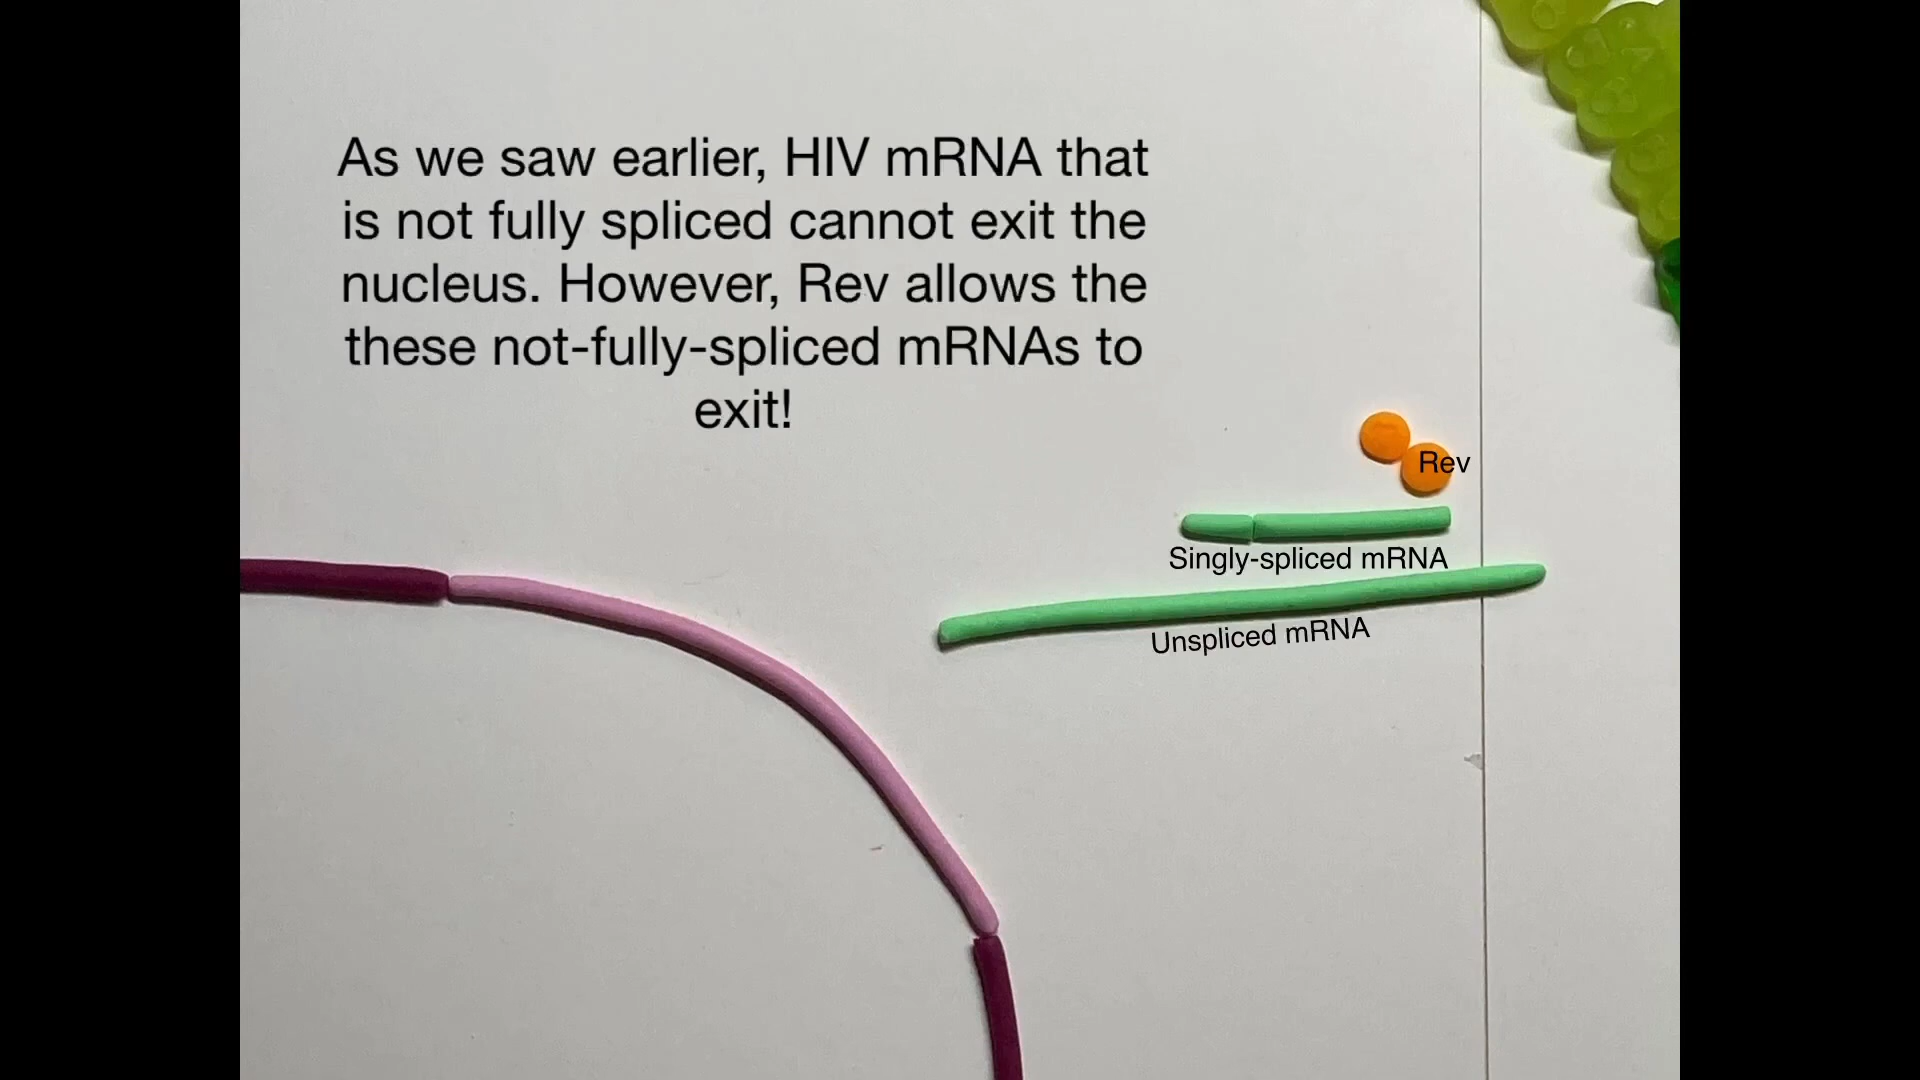 As we saw earlier, HIV mRNA that
is not fully spliced cannot exit the
nucleus. However, Rev allows the
these not-fully-spliced mRNAs to
exit!
Rev
Singly-spliced mRNA
Unspliced mRNA